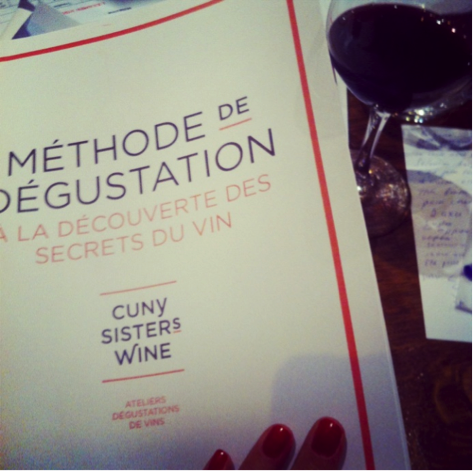 MÉTHODE DE
DÉGUSTATION
À LA DÉCOUVERTE DES
SECRETS DU VIN
CUNY
SISTERS
WINE
ATELIERS
DÉGUSTATIONS
DE VINS